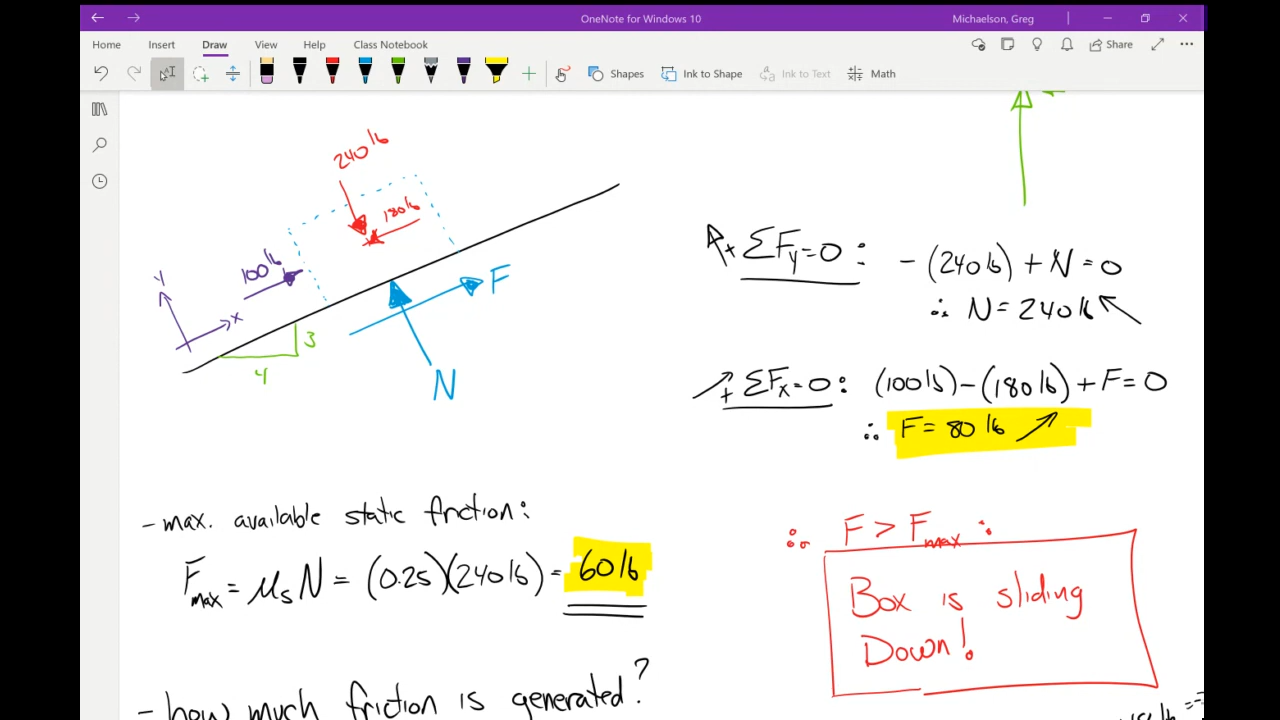 OneNote for Windows 10
Michaelson, Greg
Home Insert Draw View Help Class Notebook
Share
Shapes
Ink to Shape
Ink to Text
Math
240 lb
180 lb
100 lb
Y
X
F
3
4
N
+ ΣFy=0: -(240 lb) + N = 0
∴ N = 240 lb
+ ΣFx=0: (100 lb) - (180 lb) + F = 0
∴ F = 80 lb
- max. available static friction:
Fmax = μs N = (0.25)(240 lb) = 60 lb
∴ F > Fmax :
Box is sliding
Down!
- how much friction is generated?